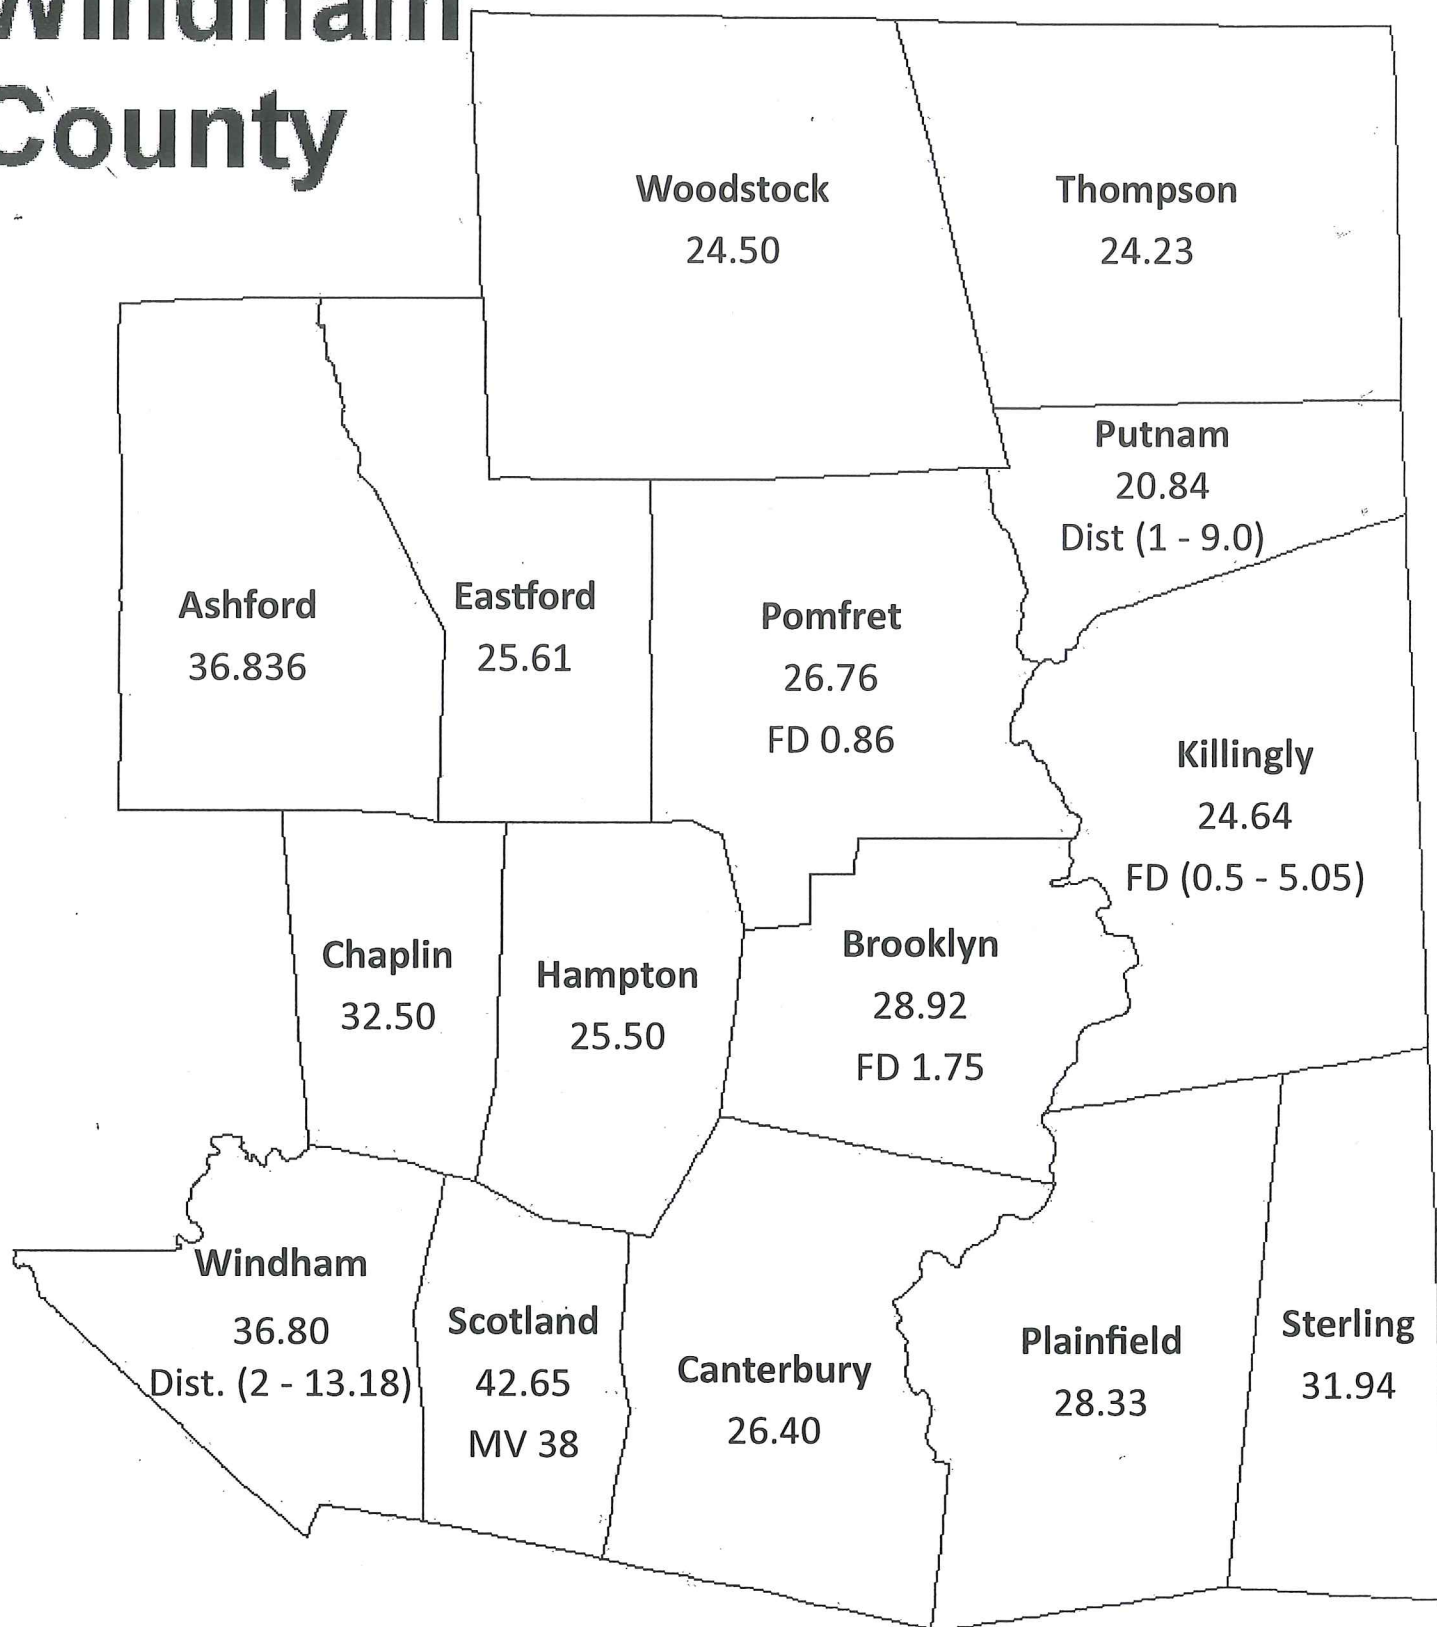 Windham
County
Woodstock
24.50
Thompson
24.23
Putnam
20.84
Dist (1 - 9.0)
Ashford
36.836
Eastford
25.61
Pomfret
26.76
FD 0.86
Killingly
24.64
FD (0.5 - 5.05)
Chaplin
32.50
Hampton
25.50
Brooklyn
28.92
FD 1.75
Windham
36.80
Dist. (2 - 13.18)
Scotland
42.65
MV 38
Canterbury
26.40
Plainfield
28.33
Sterling
31.94